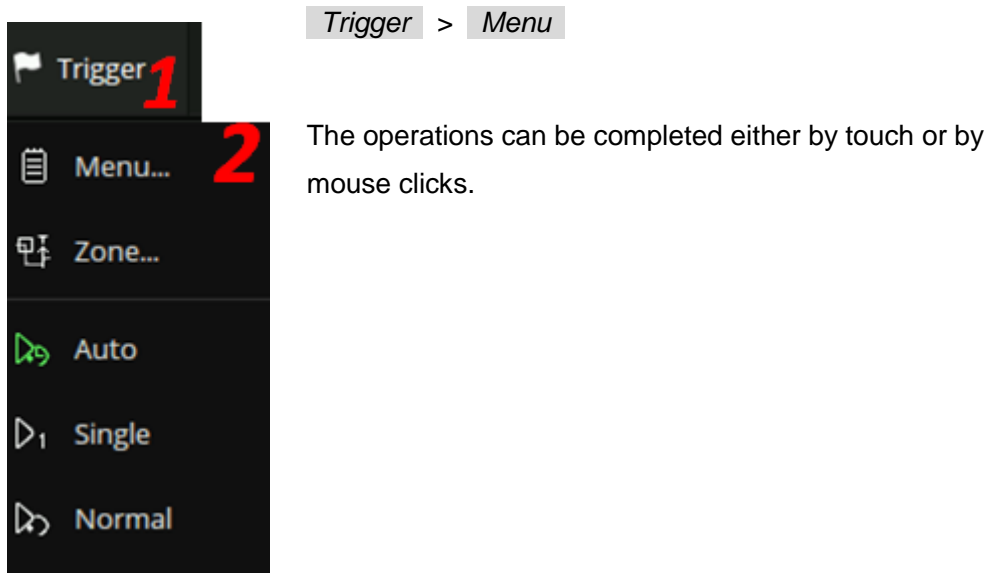 Trigger > Menu
Trigger 1
Menu... 2
Zone...
Auto
1 Single
Normal
The operations can be completed either by touch or by
mouse clicks.